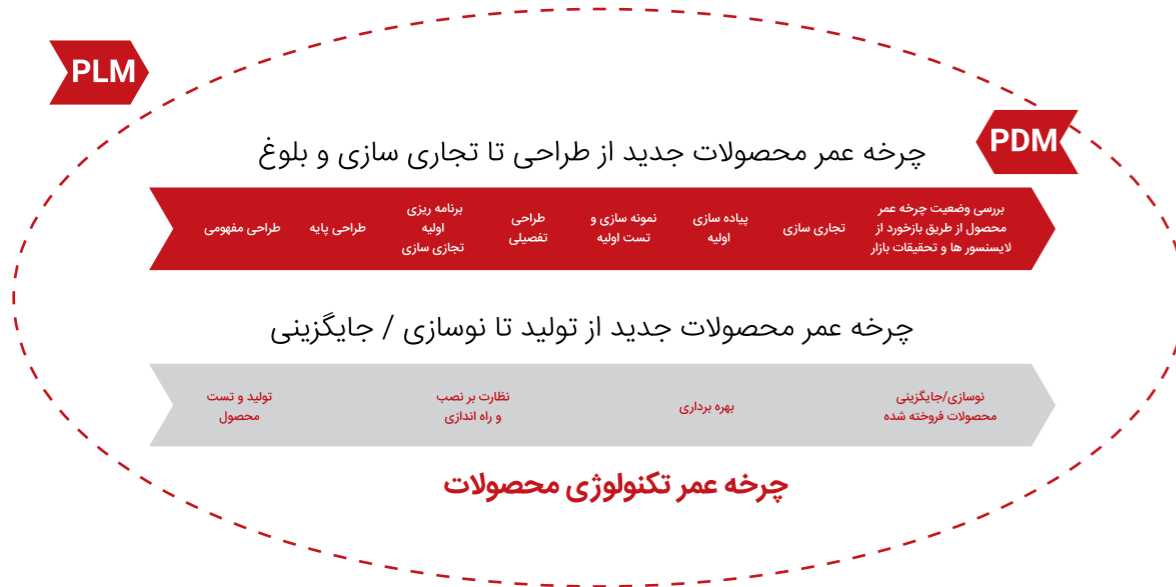 PLM
PDM
چرخه عمر محصولات جدید از طراحی تا تجاری سازی و بلوغ
طراحی مفهومی
طراحی پایه
برنامه ریزی
اولیه
تجازی سازی
طراحی
تفصیلی
نمونه سازی و
تست اولیه
پیاده سازی
اولیه
تجاری سازی
بررسی وضعیت چرخه عمر
محصول از طریق بازخورد از
لایسنسور ها و تحقیقات بازار
چرخه عمر محصولات جدید از تولید تا نوسازی / جایگزینی
تولید و تست
محصول
نظارت بر نصب
و راه اندازی
بهره برداری
نوسازی/جایگزینی
محصولات فروخته شده
چرخه عمر تکنولوژی محصولات